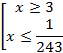 [x ≥ 3
x ≤ 1/243